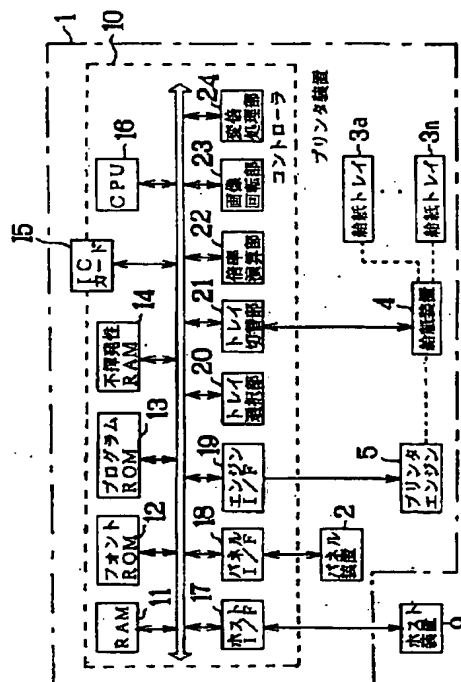 1
10
11
RAM
12
フォント
ROM
13
プログラム
ROM
14
不揮発性
RAM
15
ICカード
16
CPU
17
ホスト
I/F
18
パネル
I/F
19
エンジン
I/F
20
トレイ
選択部
21
トレイ
切替部
22
倍率
演算部
23
画像
回転部
24
変倍
処理部
コントローラ
プリンタ装置
2
パネル
装置
5
プリンタ
エンジン
4
給紙装置
給紙トレイ
3a
給紙トレイ
3n
ホスト
装置